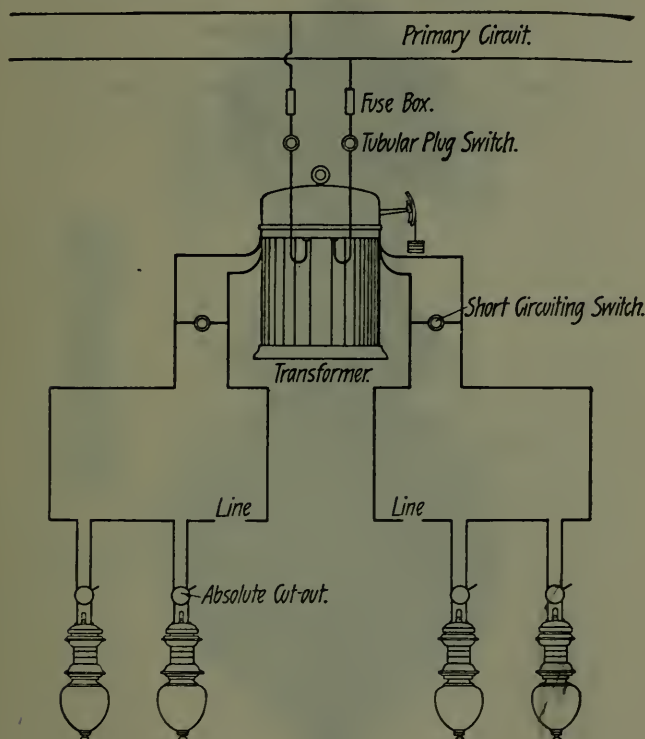 Primary Circuit.
Fuse Box.
Tubular Plug Switch.
Short Circuiting Switch.
Transformer.
Line
Line
Absolute Cut-out.